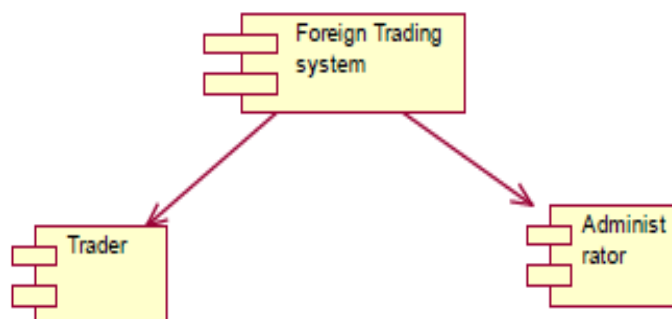 Foreign Trading
system
Trader
Administ
rator